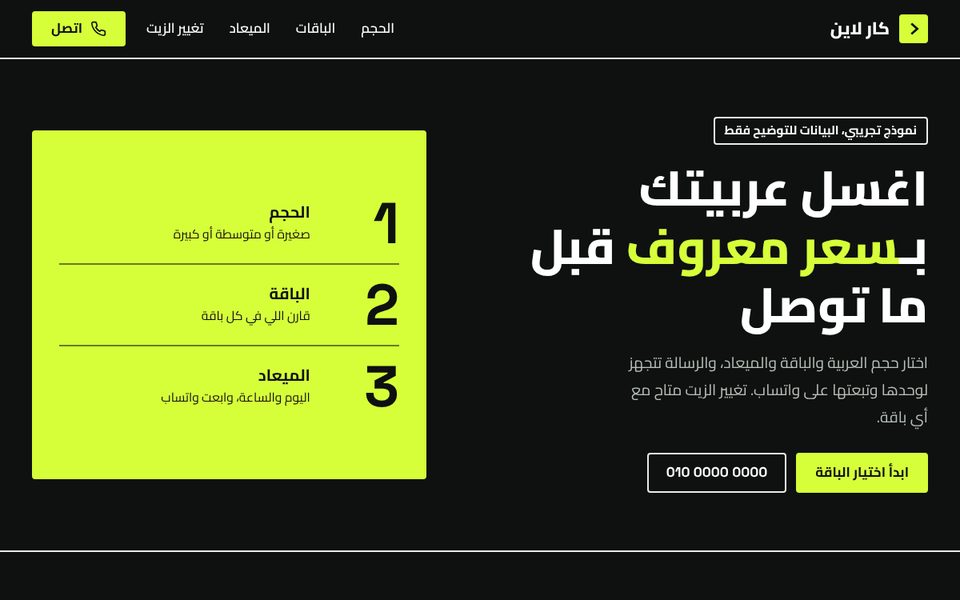 كار لاين
الحجم
الباقات
الميعاد
تغيير الزيت
اتصل
نموذج تجريبي، البيانات للتوضيح فقط
اغسل عربيتك
بـسعر معروف قبل
ما توصل
اختار حجم العربية والباقة والميعاد، والرسالة تتجهز
لوحدها وتبعتها على واتساب. تغيير الزيت متاح مع
أي باقة.
ابدأ اختيار الباقة
010 0000 0000
1
الحجم
صغيرة أو متوسطة أو كبيرة
2
الباقة
قارن اللي في كل باقة
3
الميعاد
اليوم والساعة، وابعت واتساب